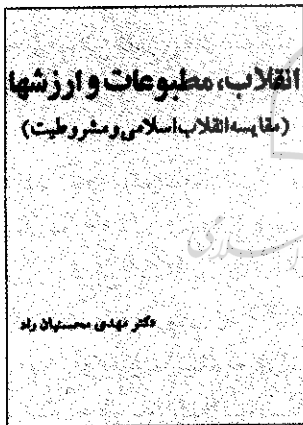 انقلاب، مطبوعات و ارزشها
(مقایسه انقلاب اسلامی و مشروطیت)
دکتر مهدی محسنیان راد